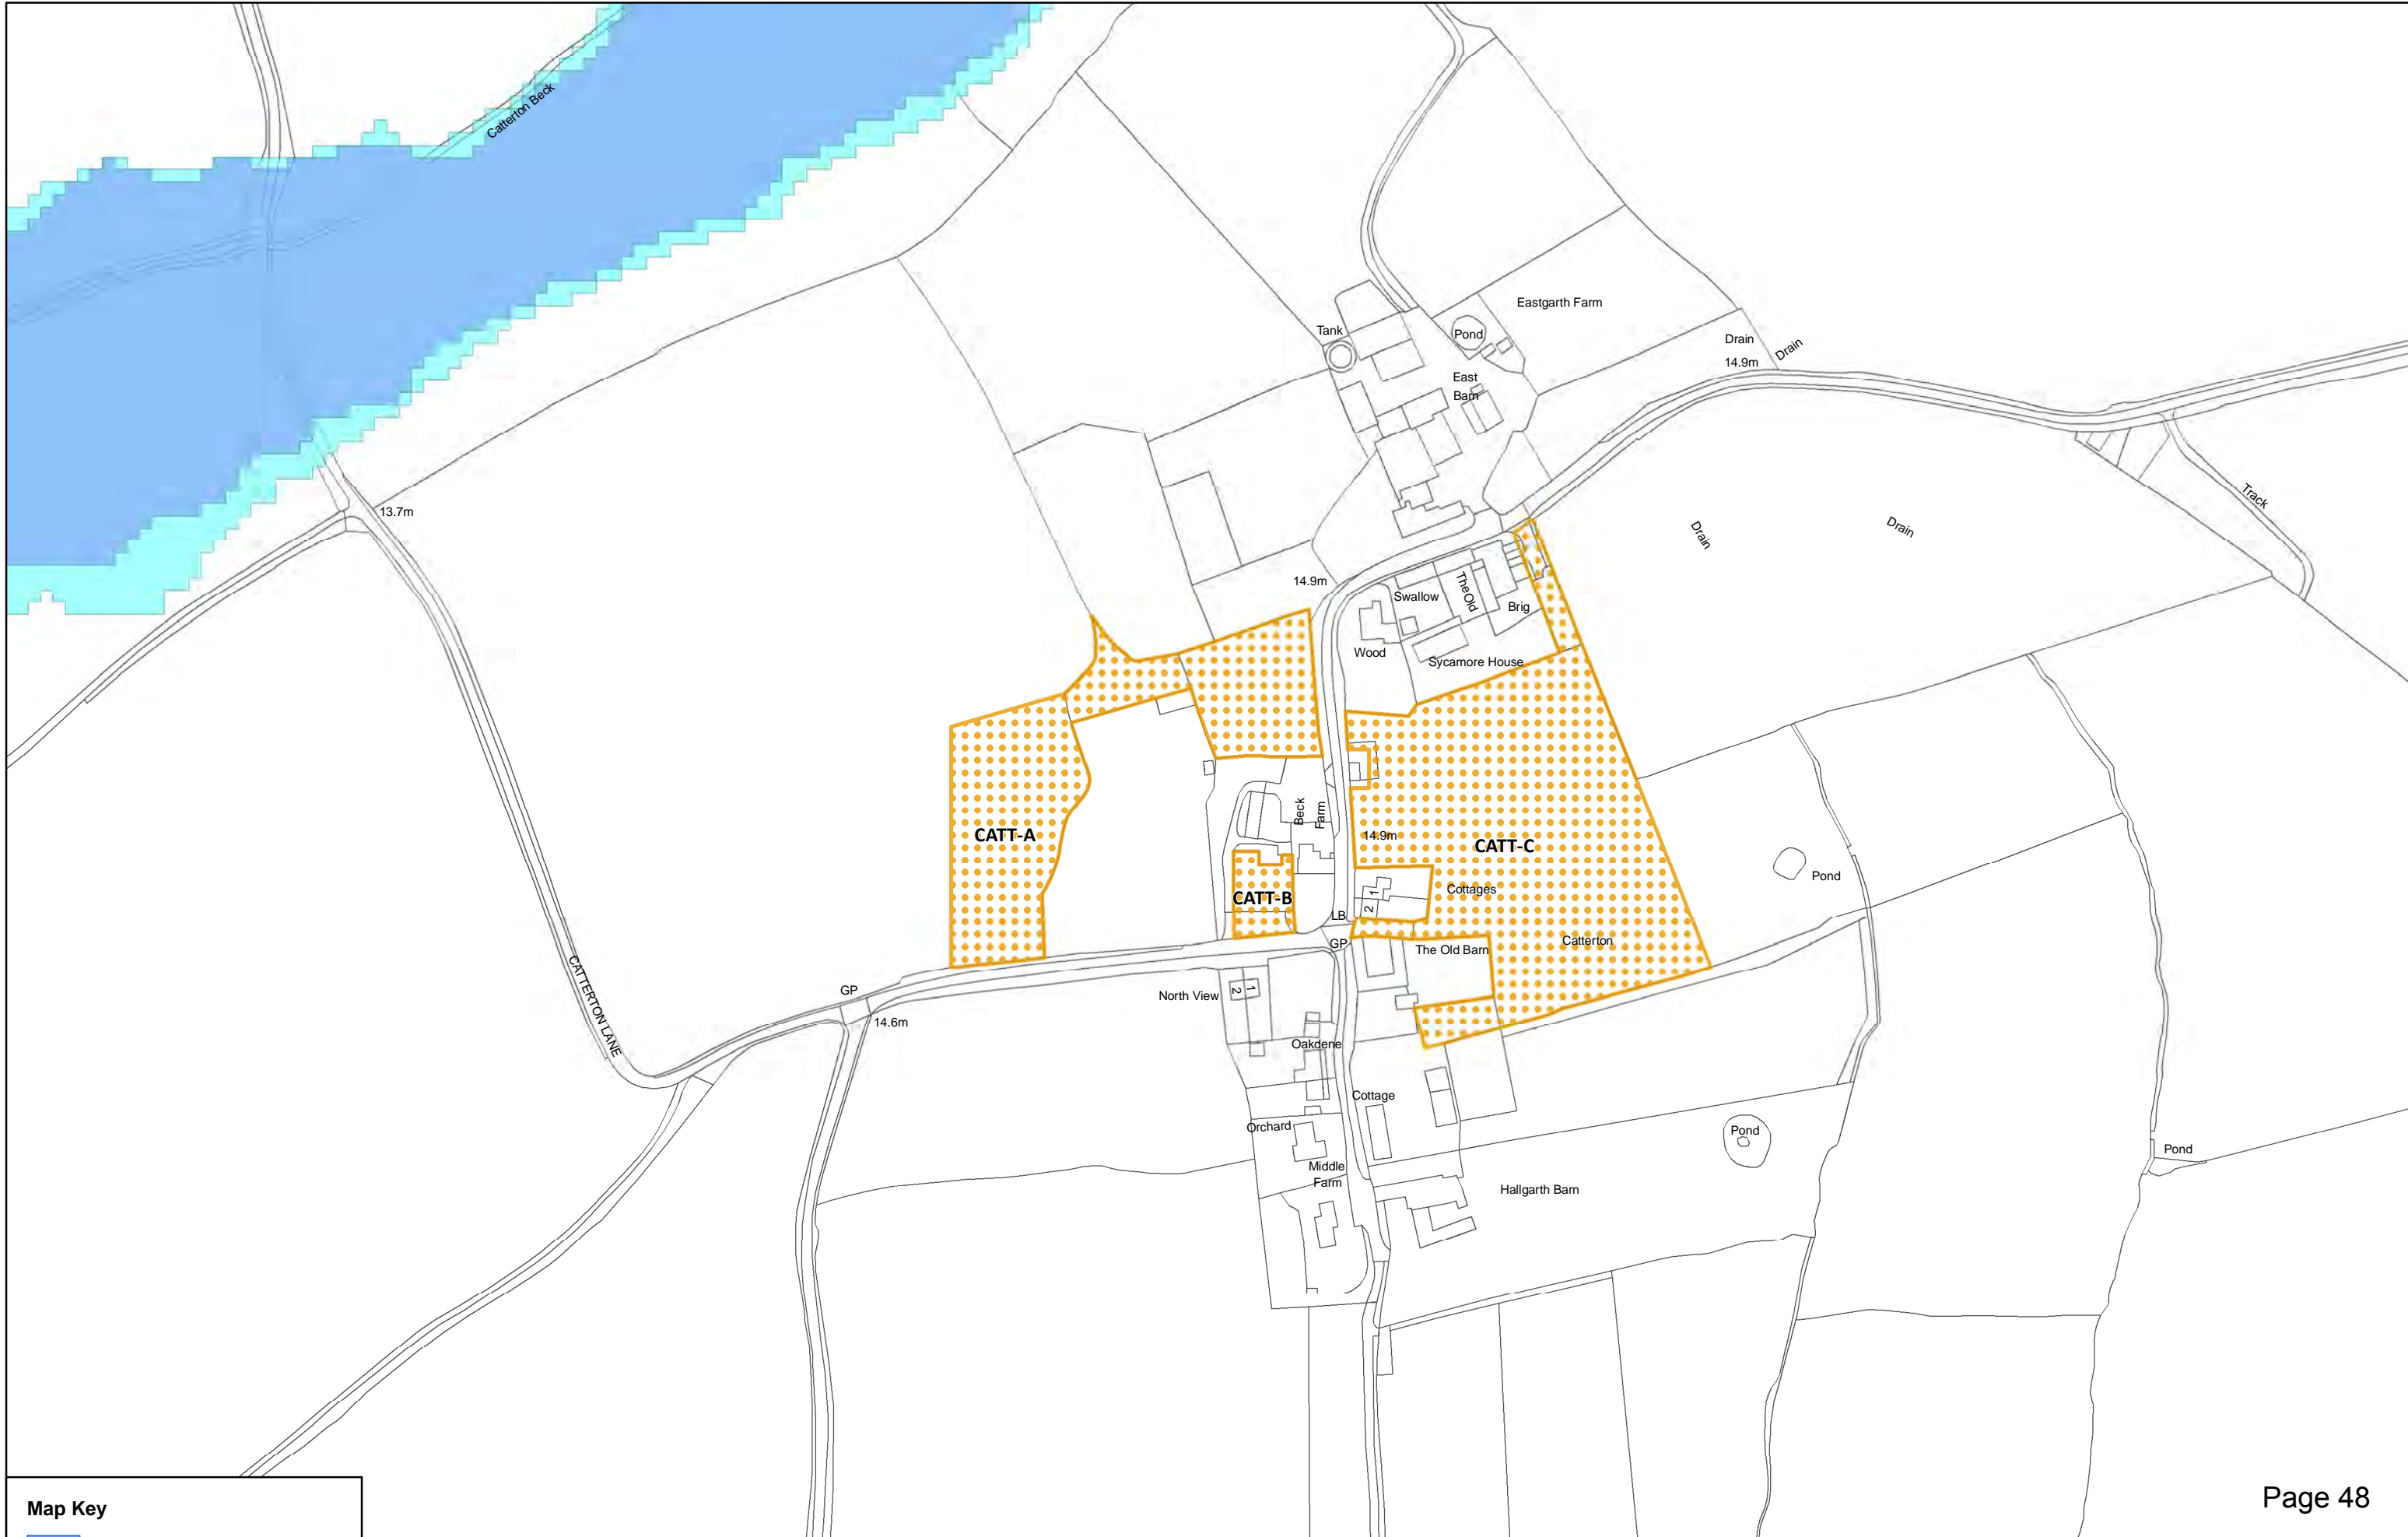 Catterton Beck
Eastgarth Farm
Tank
Pond
Drain
Drain
14.9m
East
Barn
Track
13.7m
Drain
Drain
14.9m
Swallow
The Old
Brig
Wood
Sycamore House
Beck
Farm
CATT-A
14.9m
CATT-C
Pond
CATT-B
Cottages
1
2
LB
GP
The Old Barn
Catterton
CATTERTON LANE
GP
North View
2
1
14.6m
Oakdene
Cottage
Orchard
Pond
Pond
Middle
Farm
Hallgarth Barn
Map Key
Page 48